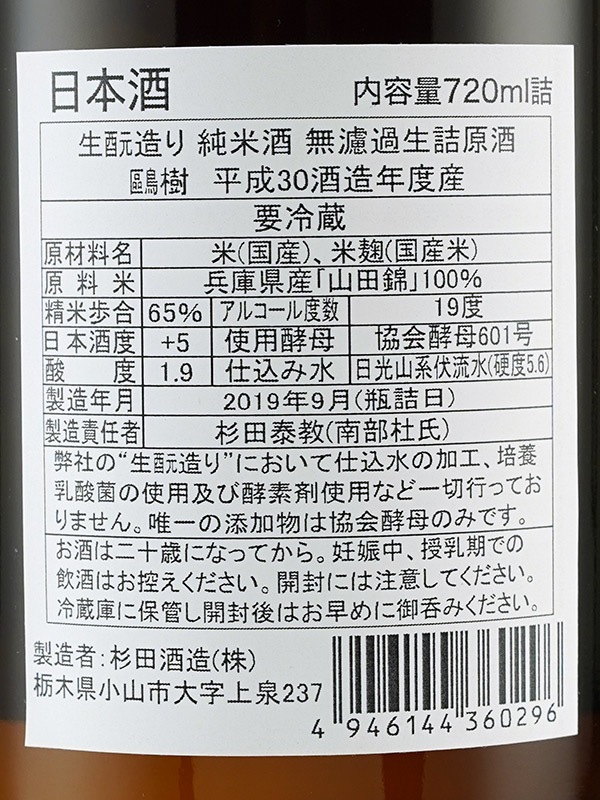 日本酒 内容量720ml詰
生酛造り 純米酒 無濾過生詰原酒
鷗樹 平成30酒造年度産
要冷蔵
原材料名 米(国産)、米麹(国産米)
原料米 兵庫県産「山田錦」100%
精米歩合 65% アルコール度数 19度
日本酒度 +5 使用酵母 協会酵母601号
酸度 1.9 仕込み水 日光山系伏流水(硬度5.6)
製造年月 2019年9月(瓶詰日)
製造責任者 杉田泰教(南部杜氏)
弊社の“生酛造り”において仕込水の加工、培養
乳酸菌の使用及び酵素剤使用など一切行ってお
りません。唯一の添加物は協会酵母のみです。
お酒は二十歳になってから。妊娠中、授乳期での
飲酒はお控えください。開封には注意してください。
冷蔵庫に保管し開封後はお早めに御呑みください。
製造者:杉田酒造(株)
栃木県小山市大字上泉237
4 946144 360296